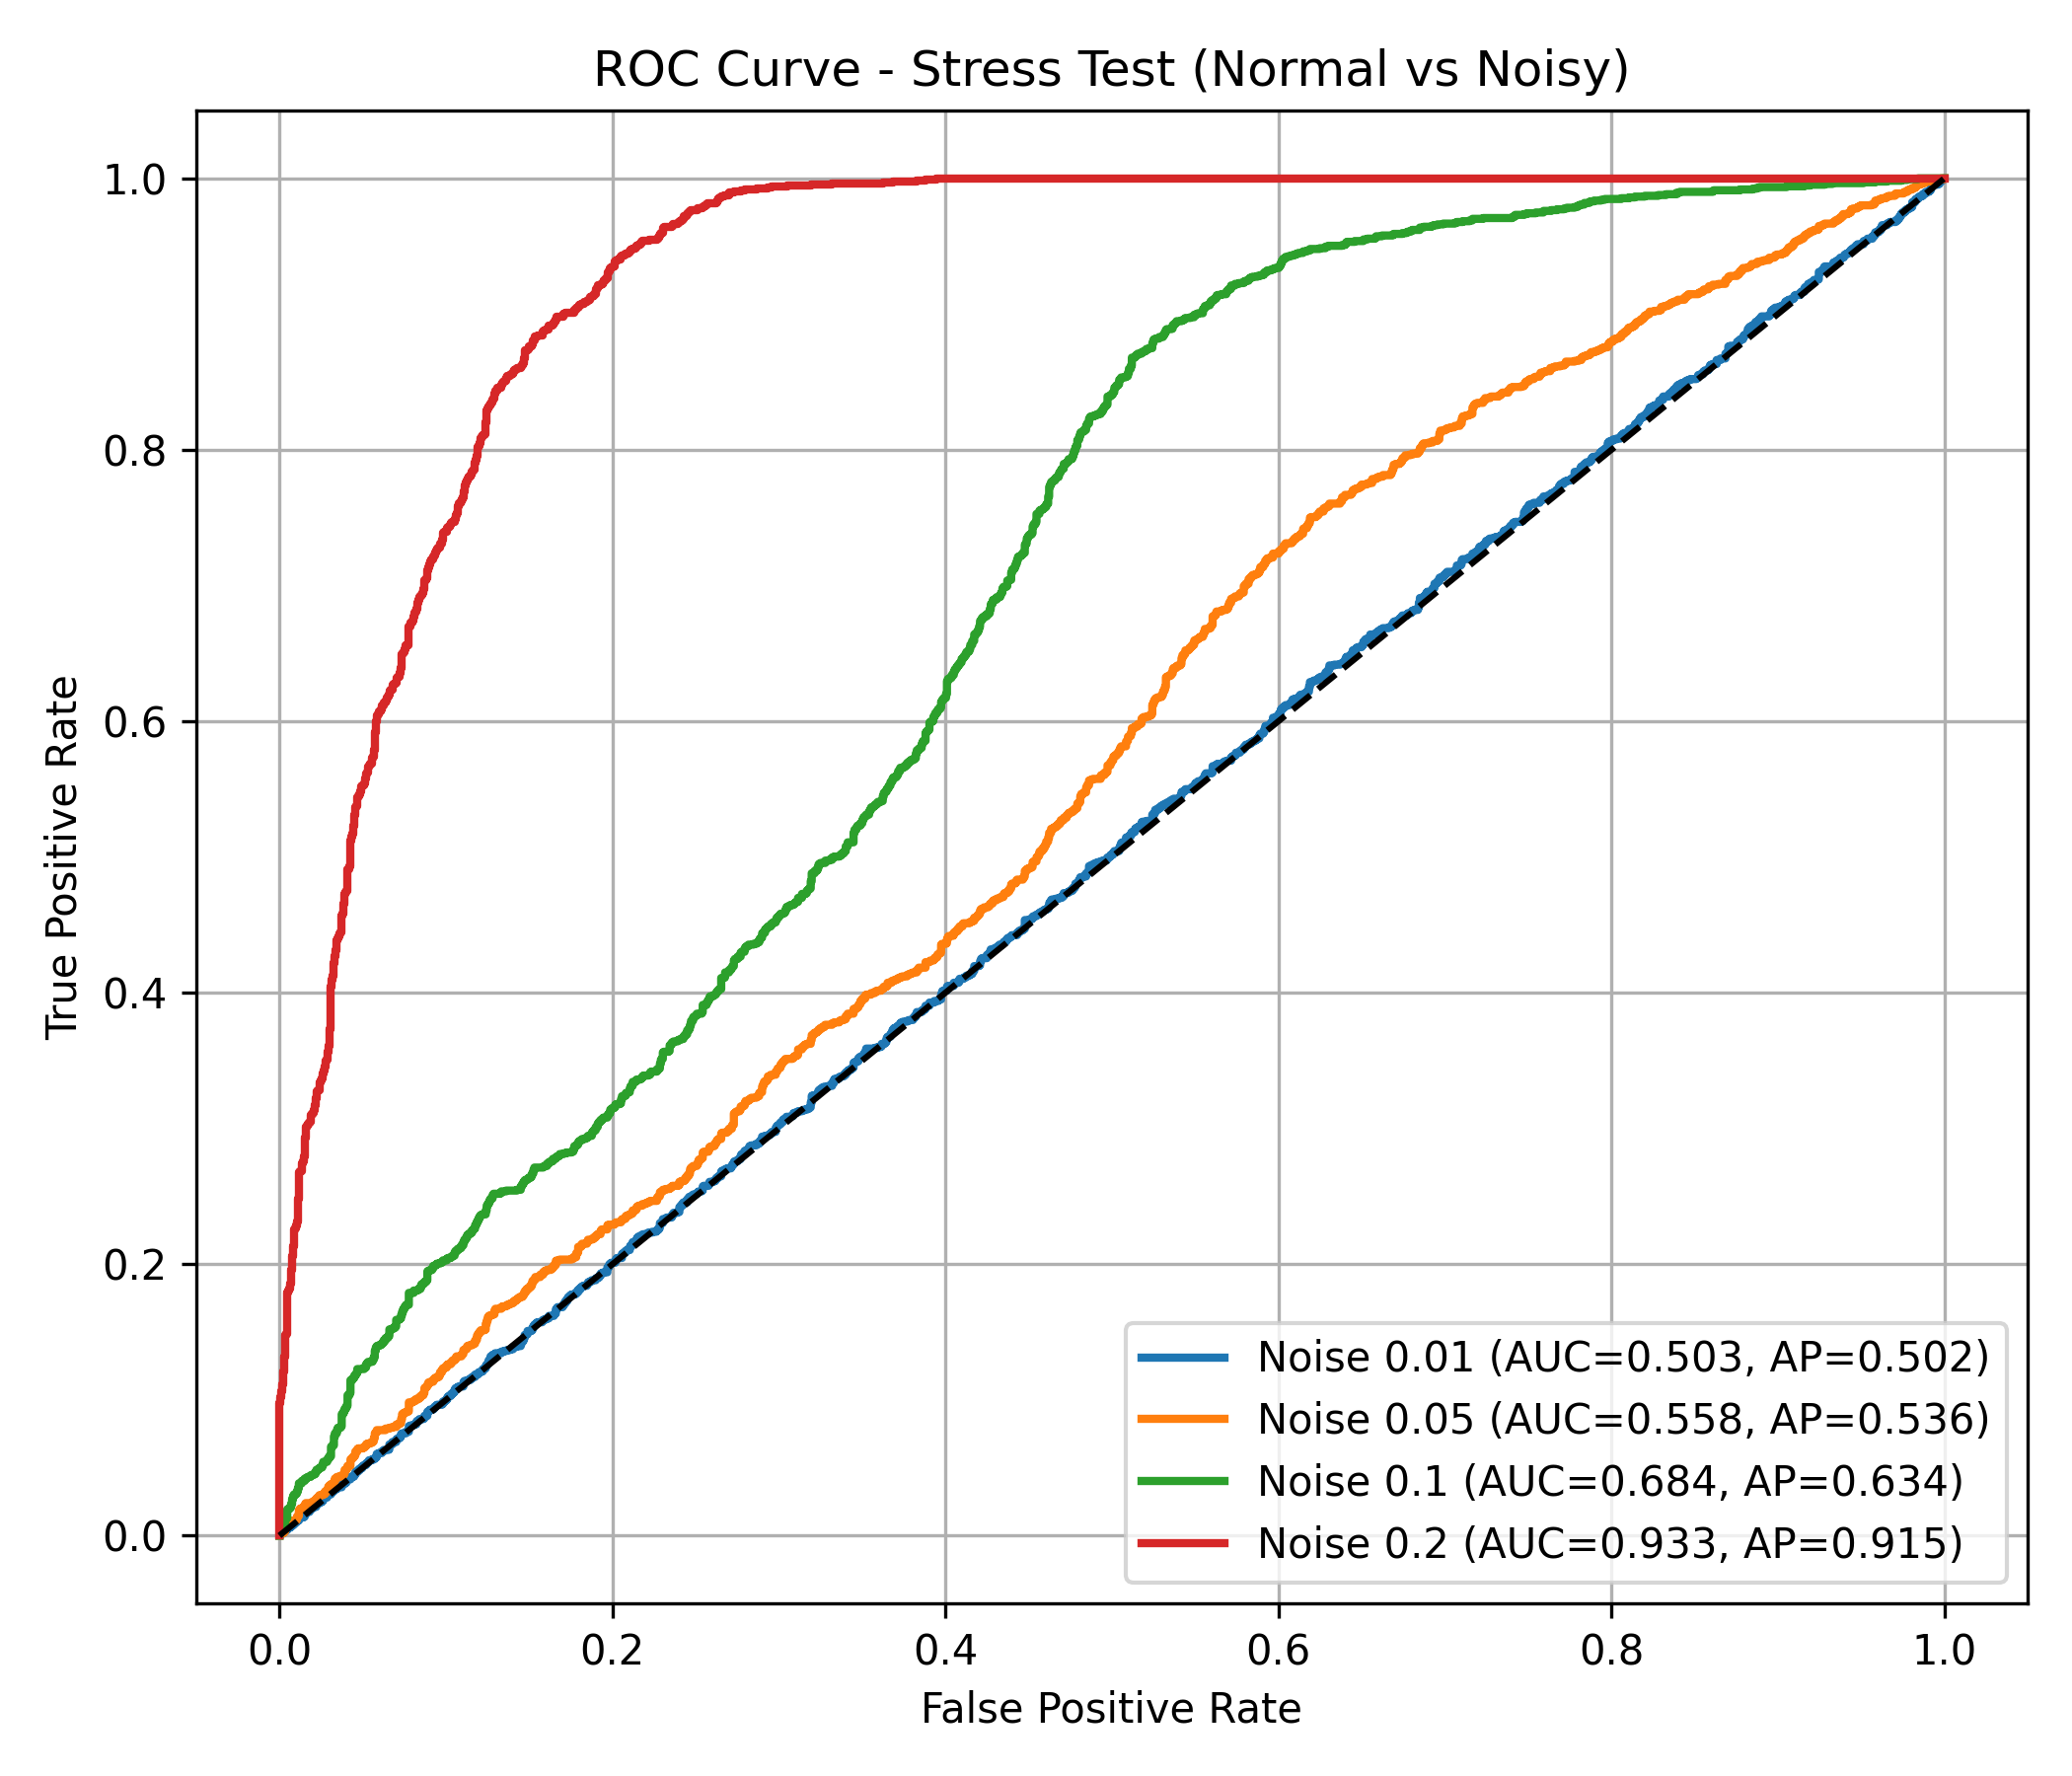 ROC Curve - Stress Test (Normal vs Noisy)
1.0
0.8
0.6
0.4
0.2
0.0
True Positive Rate
Noise 0.01 (AUC=0.503, AP=0.502)
Noise 0.05 (AUC=0.558, AP=0.536)
Noise 0.1 (AUC=0.684, AP=0.634)
Noise 0.2 (AUC=0.933, AP=0.915)
0.0 0.2 0.4 0.6 0.8 1.0
False Positive Rate